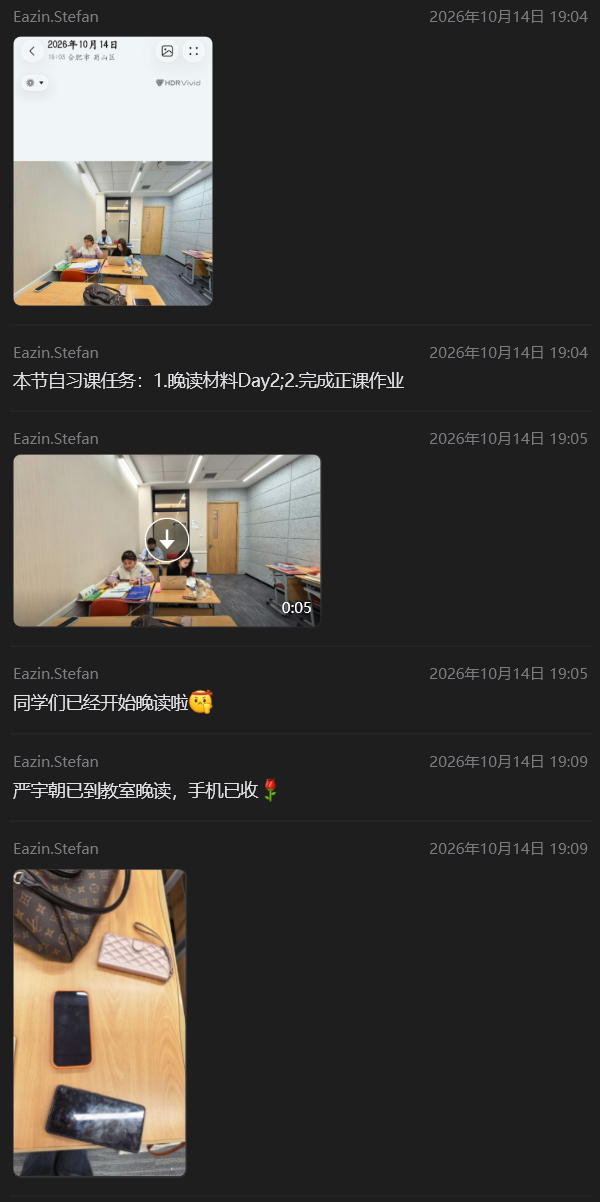 Eazin.Stefan 2026年10月14日 19:04
2026年10月14日
合肥市 蜀山区
HDRVivid
Eazin.Stefan 2026年10月14日 19:04
本节自习课任务：1.晚读材料Day2;2.完成正课作业
Eazin.Stefan 2026年10月14日 19:05
0:05
Eazin.Stefan 2026年10月14日 19:05
同学们已经开始晚读啦
Eazin.Stefan 2026年10月14日 19:09
严宇朝已到教室晚读，手机已收
Eazin.Stefan 2026年10月14日 19:09